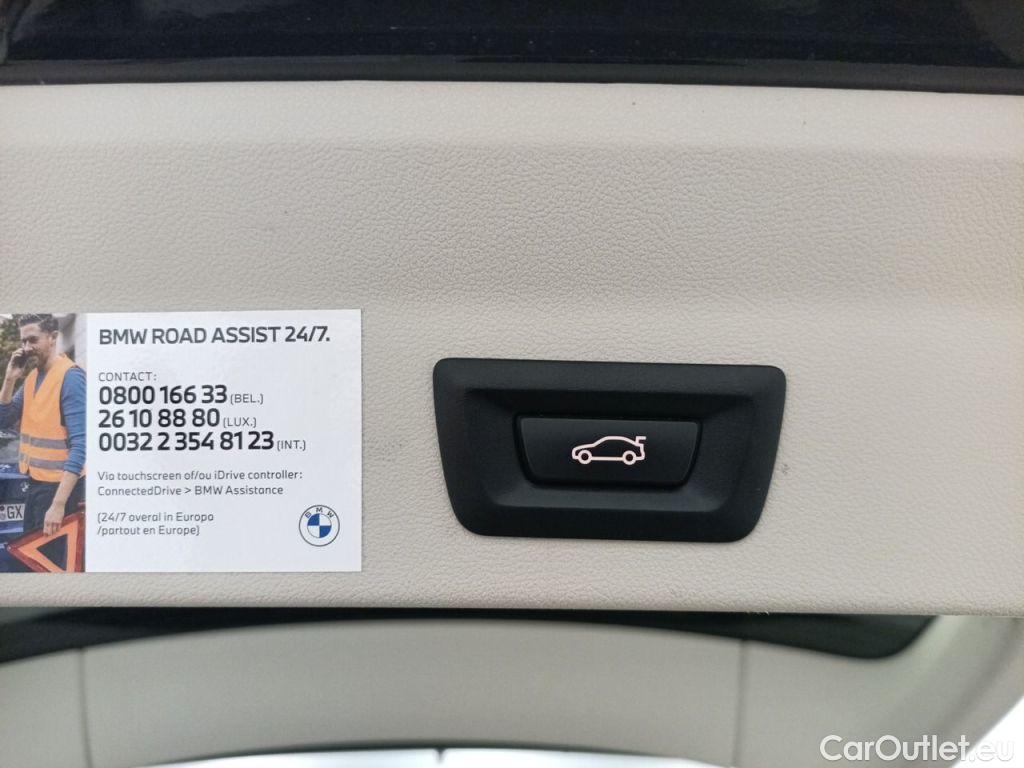 BMW ROAD ASSIST 24/7.
CONTACT:
0800 166 33 (BEL.)
26 10 88 80 (LUX.)
0032 2 354 81 23 (INT.)
Via touchscreen of/ou iDrive controller:
ConnectedDrive > BMW Assistance
(24/7 overal in Europa
/partout en Europe)
BMW
GX
CarOutlet.eu